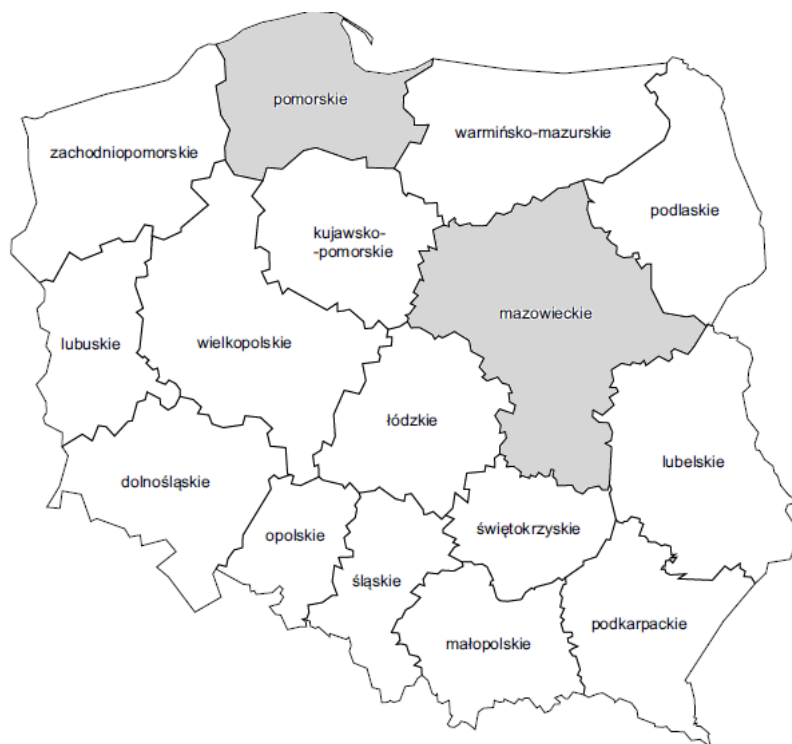 pomorskie
warmińsko-mazurskie
zachodniopomorskie
podlaskie
kujawsko-
-pomorskie
mazowieckie
lubuskie
wielkopolskie
łódzkie
lubelskie
dolnośląskie
opolskie
świętokrzyskie
śląskie
podkarpackie
małopolskie